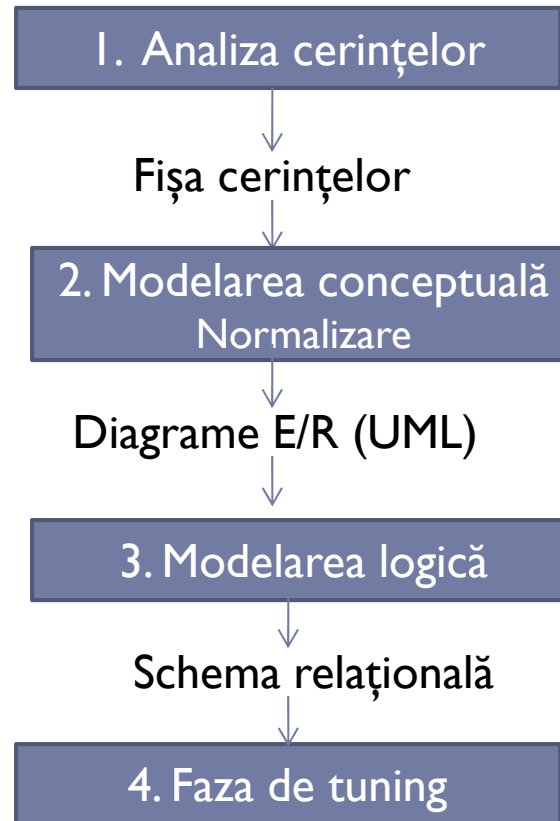 1. Analiza cerințelor
Fișa cerințelor
2. Modelarea conceptuală
Normalizare
Diagrame E/R (UML)
3. Modelarea logică
Schema relațională
4. Faza de tuning